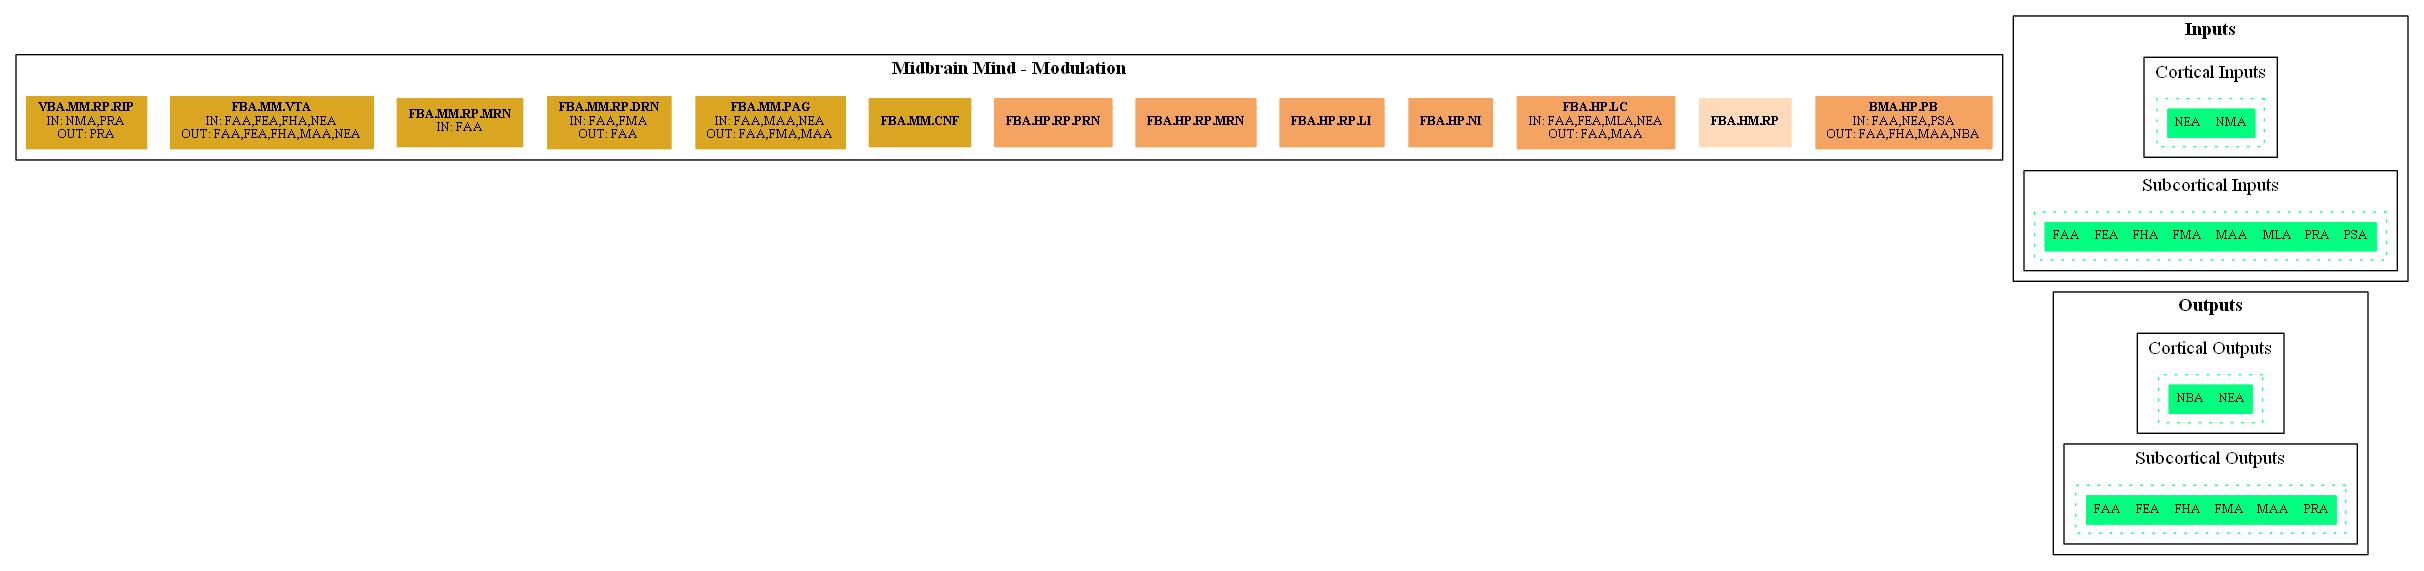 Midbrain Mind - Modulation
VBA.MM.RP.RIP
IN: NMA,PRA
OUT: PRA
FBA.MM.VTA
IN: FAA,FEA,FHA,NEA
OUT: FAA,FEA,FHA,MAA,NEA
FBA.MM.RP.MRN
IN: FAA
FBA.MM.RP.DRN
IN: FAA,FMA
OUT: FAA
FBA.MM.PAG
IN: FAA,MAA,NEA
OUT: FAA,FMA,MAA
FBA.MM.CNF
FBA.HP.RP.PRN
FBA.HP.RP.MRN
FBA.HP.RP.LI
FBA.HP.NI
FBA.HP.LC
IN: FAA,FEA,MLA,NEA
OUT: FAA,MAA
FBA.HM.RP
BMA.HP.PB
IN: FAA,NEA,PSA
OUT: FAA,FHA,MAA,NBA
Inputs
Cortical Inputs
NEA NMA
Subcortical Inputs
FAA FEA FHA FMA MAA MLA PRA PSA
Outputs
Cortical Outputs
NBA NEA
Subcortical Outputs
FAA FEA FHA FMA MAA PRA